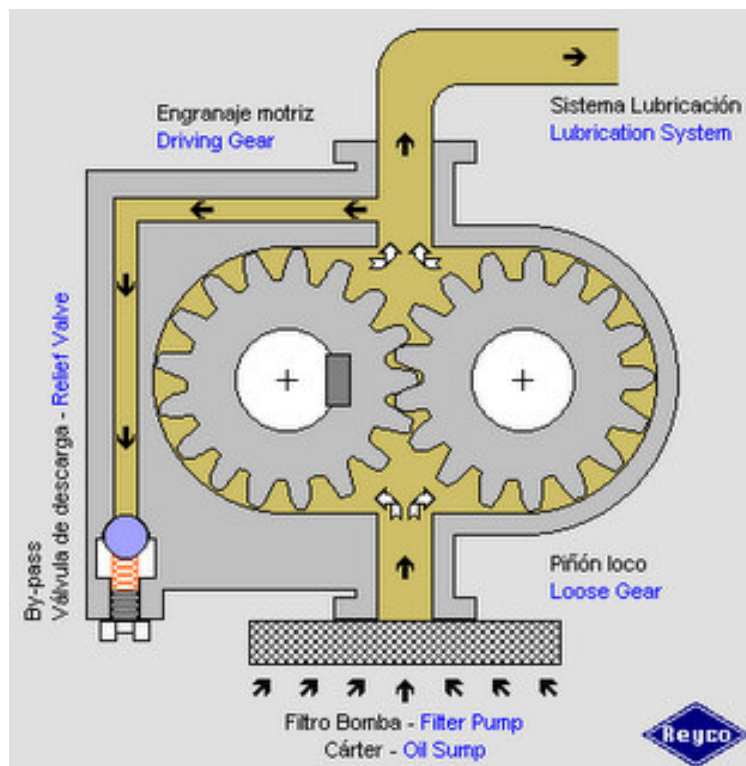 Engranaje motriz
Driving Gear
Sistema Lubricación
Lubrication System
By-pass
Válvula de descarga - Relief Valve
Piñón loco
Loose Gear
Filtro Bomba - Filter Pump
Cárter - Oil Sump
Reyco